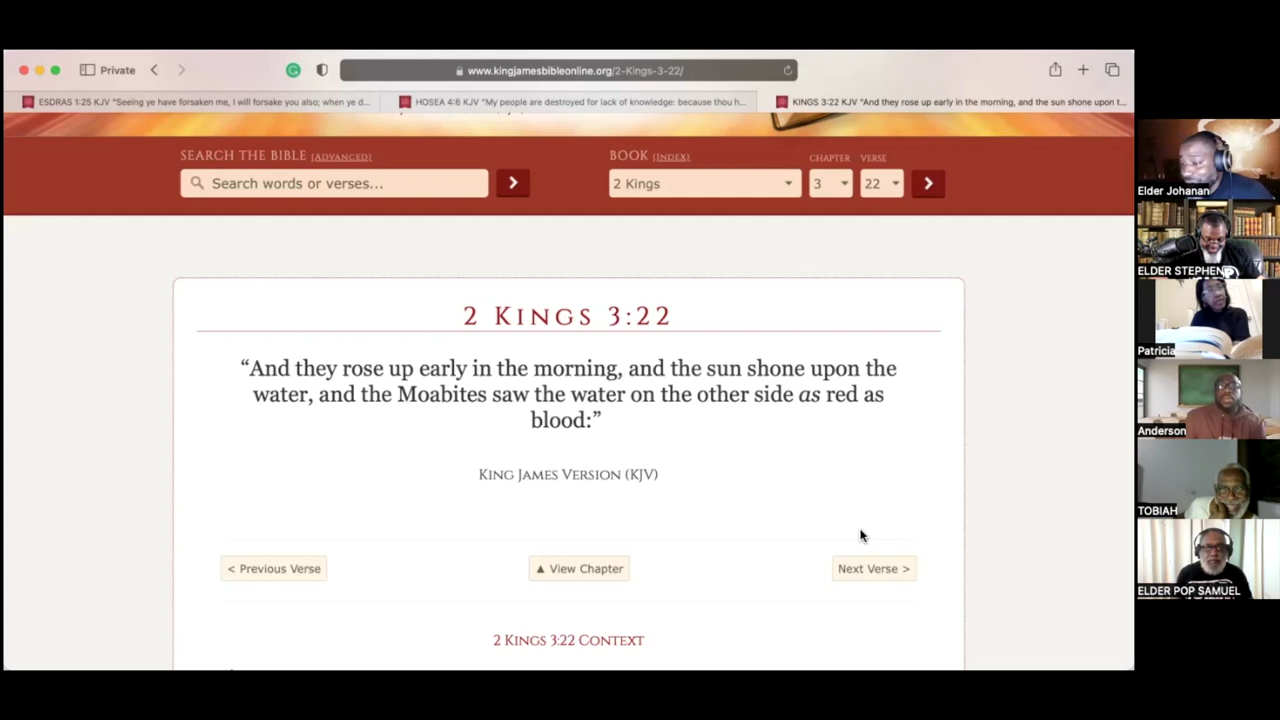 Private
www.kingjamesbibleonline.org/2-Kings-3-22/
ESDRAS 1:25 KJV "Seeing ye have forsaken me, I will forsake you also; when ye d...
HOSEA 4:6 KJV "My people are destroyed for lack of knowledge: because thou h...
KINGS 3:22 KJV "And they rose up early in the morning, and the sun shone upon t...
SEARCH THE BIBLE (ADVANCED)
BOOK (INDEX)
CHAPTER
VERSE
Search words or verses...
2 Kings
3
22
2 KINGS 3:22
“And they rose up early in the morning, and the sun shone upon the
water, and the Moabites saw the water on the other side as red as
blood:”
KING JAMES VERSION (KJV)
< Previous Verse
▲ View Chapter
Next Verse >
2 KINGS 3:22 CONTEXT
Elder Johanan
ELDER STEPHEN
Patricia
Anderson
TOBIAH
ELDER POP SAMUEL